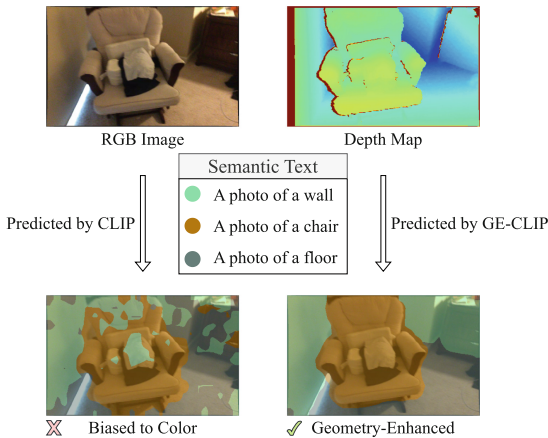 RGB Image
Depth Map
Semantic Text
A photo of a wall
A photo of a chair
A photo of a floor
Predicted by CLIP
Predicted by GE-CLIP
Biased to Color
Geometry-Enhanced